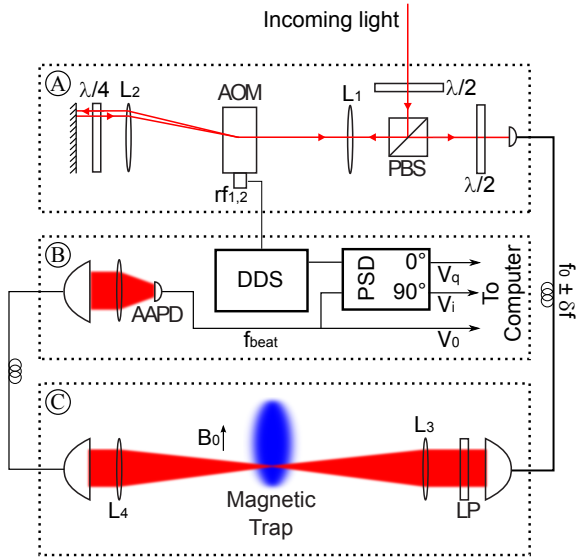 Incoming light
A
λ/4
L2
AOM
L1
λ/2
PBS
λ/2
rf1,2
B
AAPD
DDS
PSD
0°
90°
Vq
Vi
V0
To
Computer
fbeat
f0 ± δf
C
B0
L3
L4
LP
Magnetic
Trap